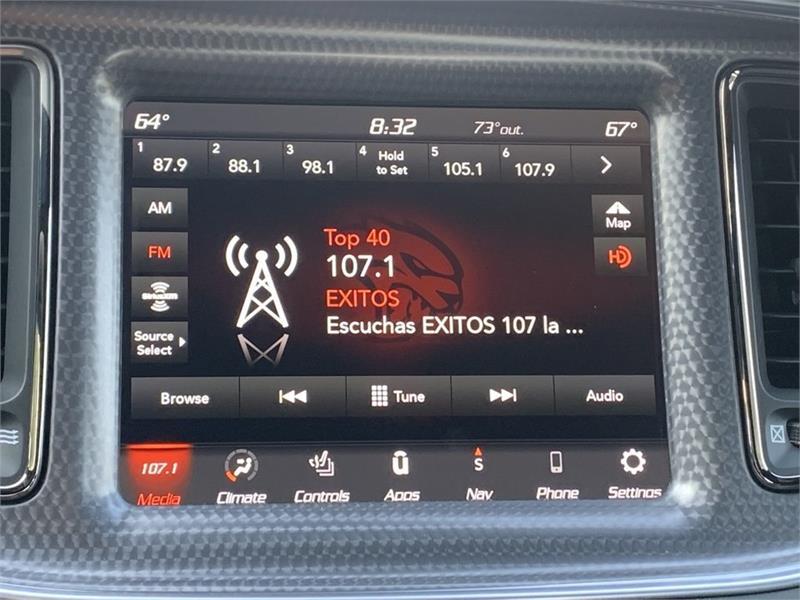 64° 8:32 73°out. 67°
1 87.9 2 88.1 3 98.1 4 Hold to Set 5 105.1 6 107.9
AM
FM
SiriusXM
Source
Select
Top 40
107.1
EXITOS
Escuchas EXITOS 107 la ...
Map
HD
Browse Tune Audio
107.1 S
Media Climate Controls Apps Nav Phone Settings